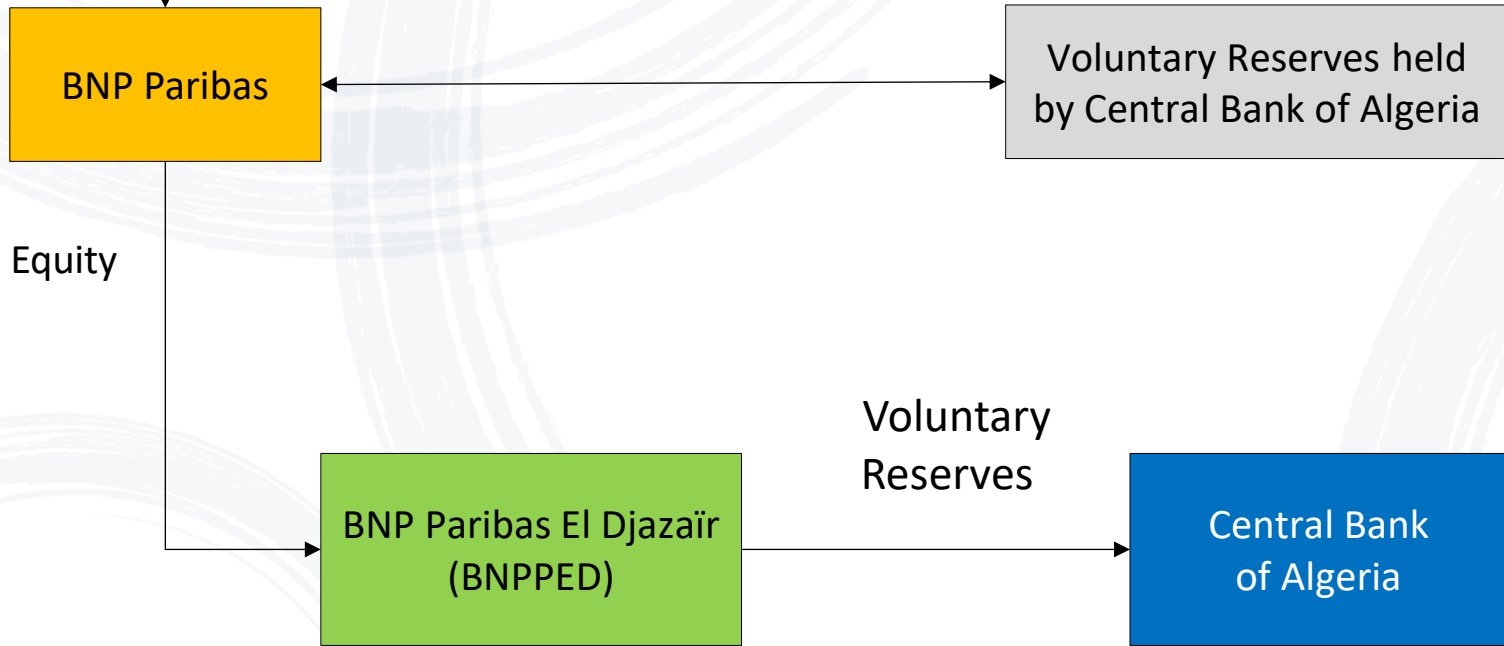 BNP Paribas
Voluntary Reserves held
by Central Bank of Algeria
Equity
Voluntary
Reserves
BNP Paribas El Djazaïr
(BNPPED)
Central Bank
of Algeria